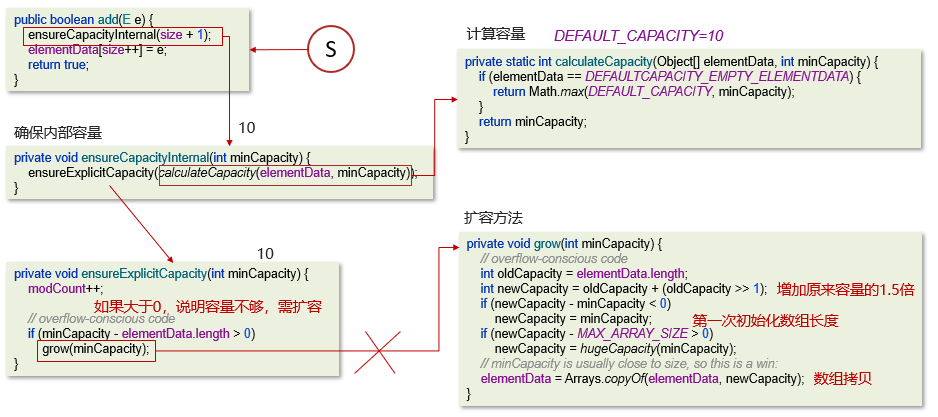 public boolean add(E e) {
ensureCapacityInternal(size + 1);
elementData[size++] = e;
return true;
}
S
计算容量
DEFAULT_CAPACITY=10
private static int calculateCapacity(Object[] elementData, int minCapacity) {
if (elementData == DEFAULTCAPACITY_EMPTY_ELEMENTDATA) {
return Math.max(DEFAULT_CAPACITY, minCapacity);
}
return minCapacity;
}
10
确保内部容量
private void ensureCapacityInternal(int minCapacity) {
ensureExplicitCapacity(calculateCapacity(elementData, minCapacity));
}
10
private void ensureExplicitCapacity(int minCapacity) {
modCount++;
如果大于0，说明容量不够，需扩容
// overflow-conscious code
if (minCapacity - elementData.length > 0)
grow(minCapacity);
}
扩容方法
private void grow(int minCapacity) {
// overflow-conscious code
int oldCapacity = elementData.length;
int newCapacity = oldCapacity + (oldCapacity >> 1); 增加原来容量的1.5倍
if (newCapacity - minCapacity < 0)
newCapacity = minCapacity; 第一次初始化数组长度
if (newCapacity - MAX_ARRAY_SIZE > 0)
newCapacity = hugeCapacity(minCapacity);
// minCapacity is usually close to size, so this is a win:
elementData = Arrays.copyOf(elementData, newCapacity); 数组拷贝
}